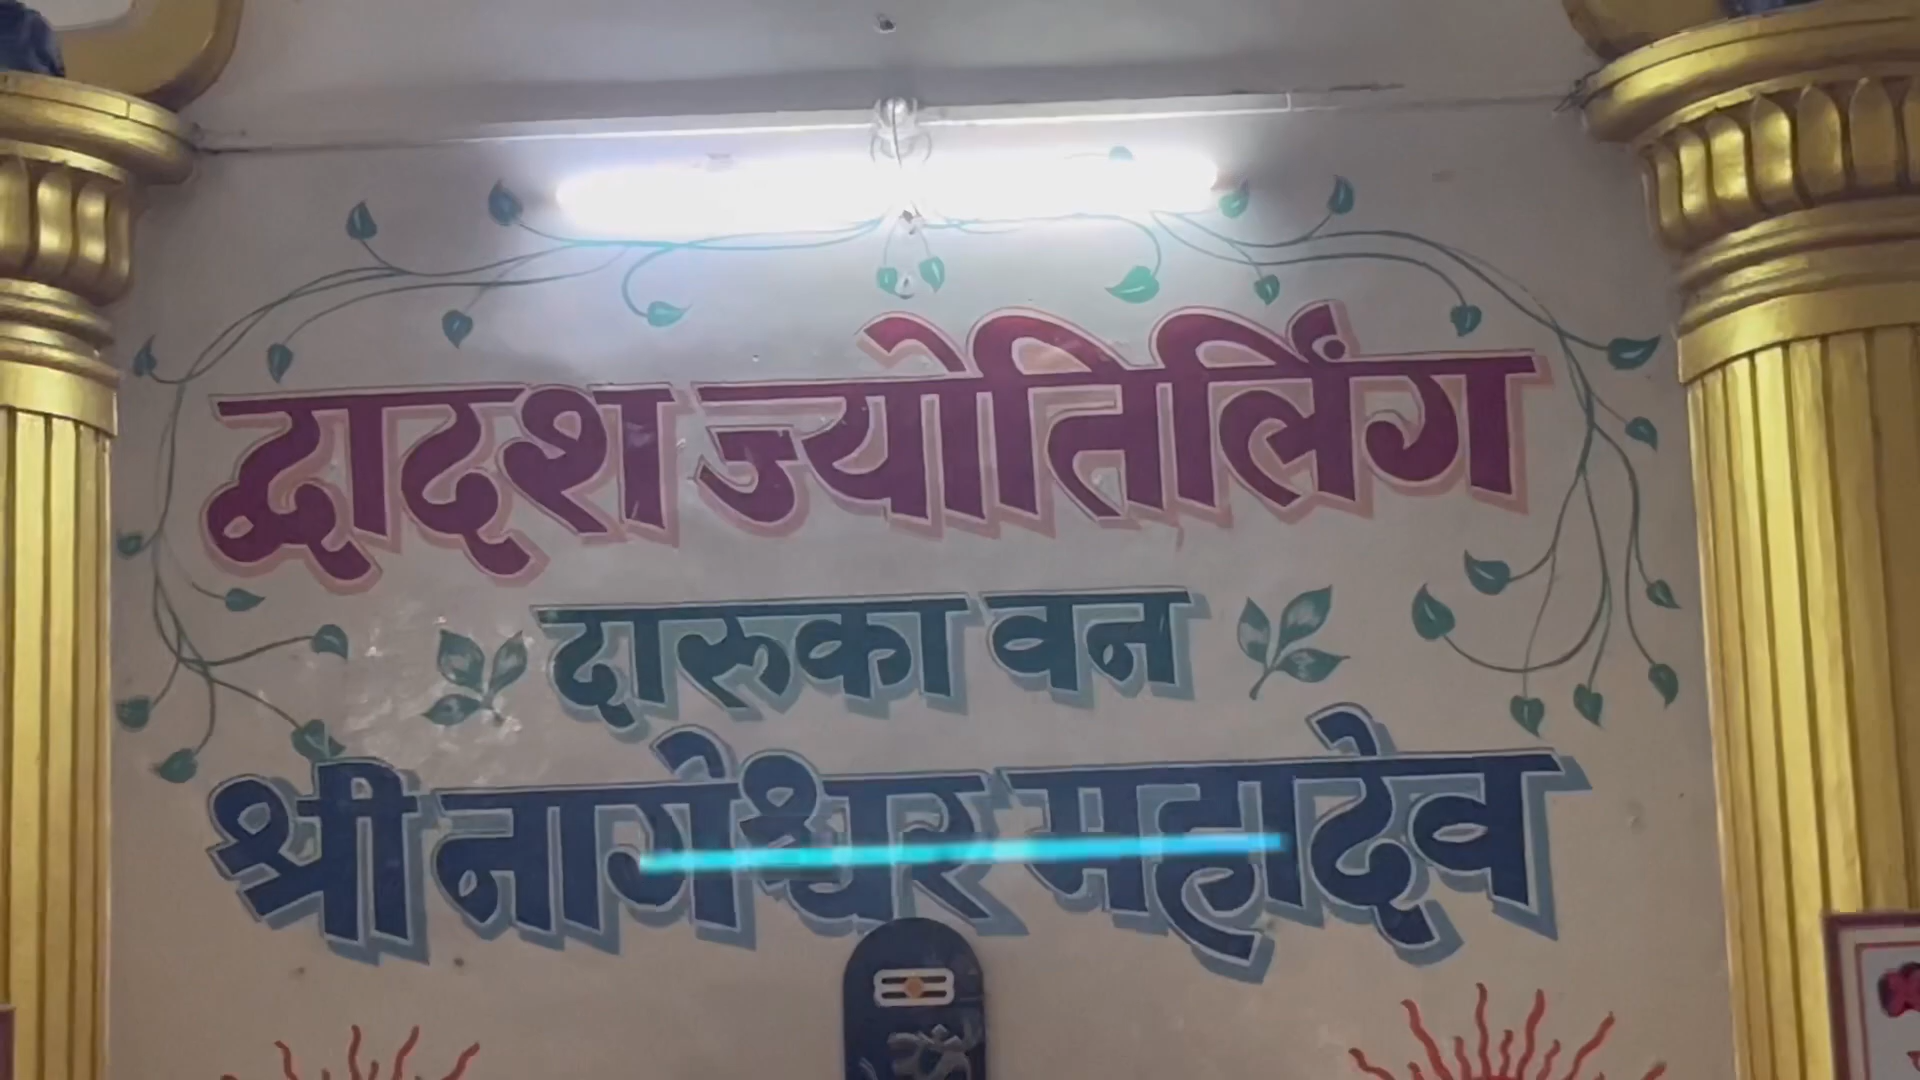 द्वादश ज्योतिर्लिंग
दारुका वन
श्री नागेश्वर महादेव